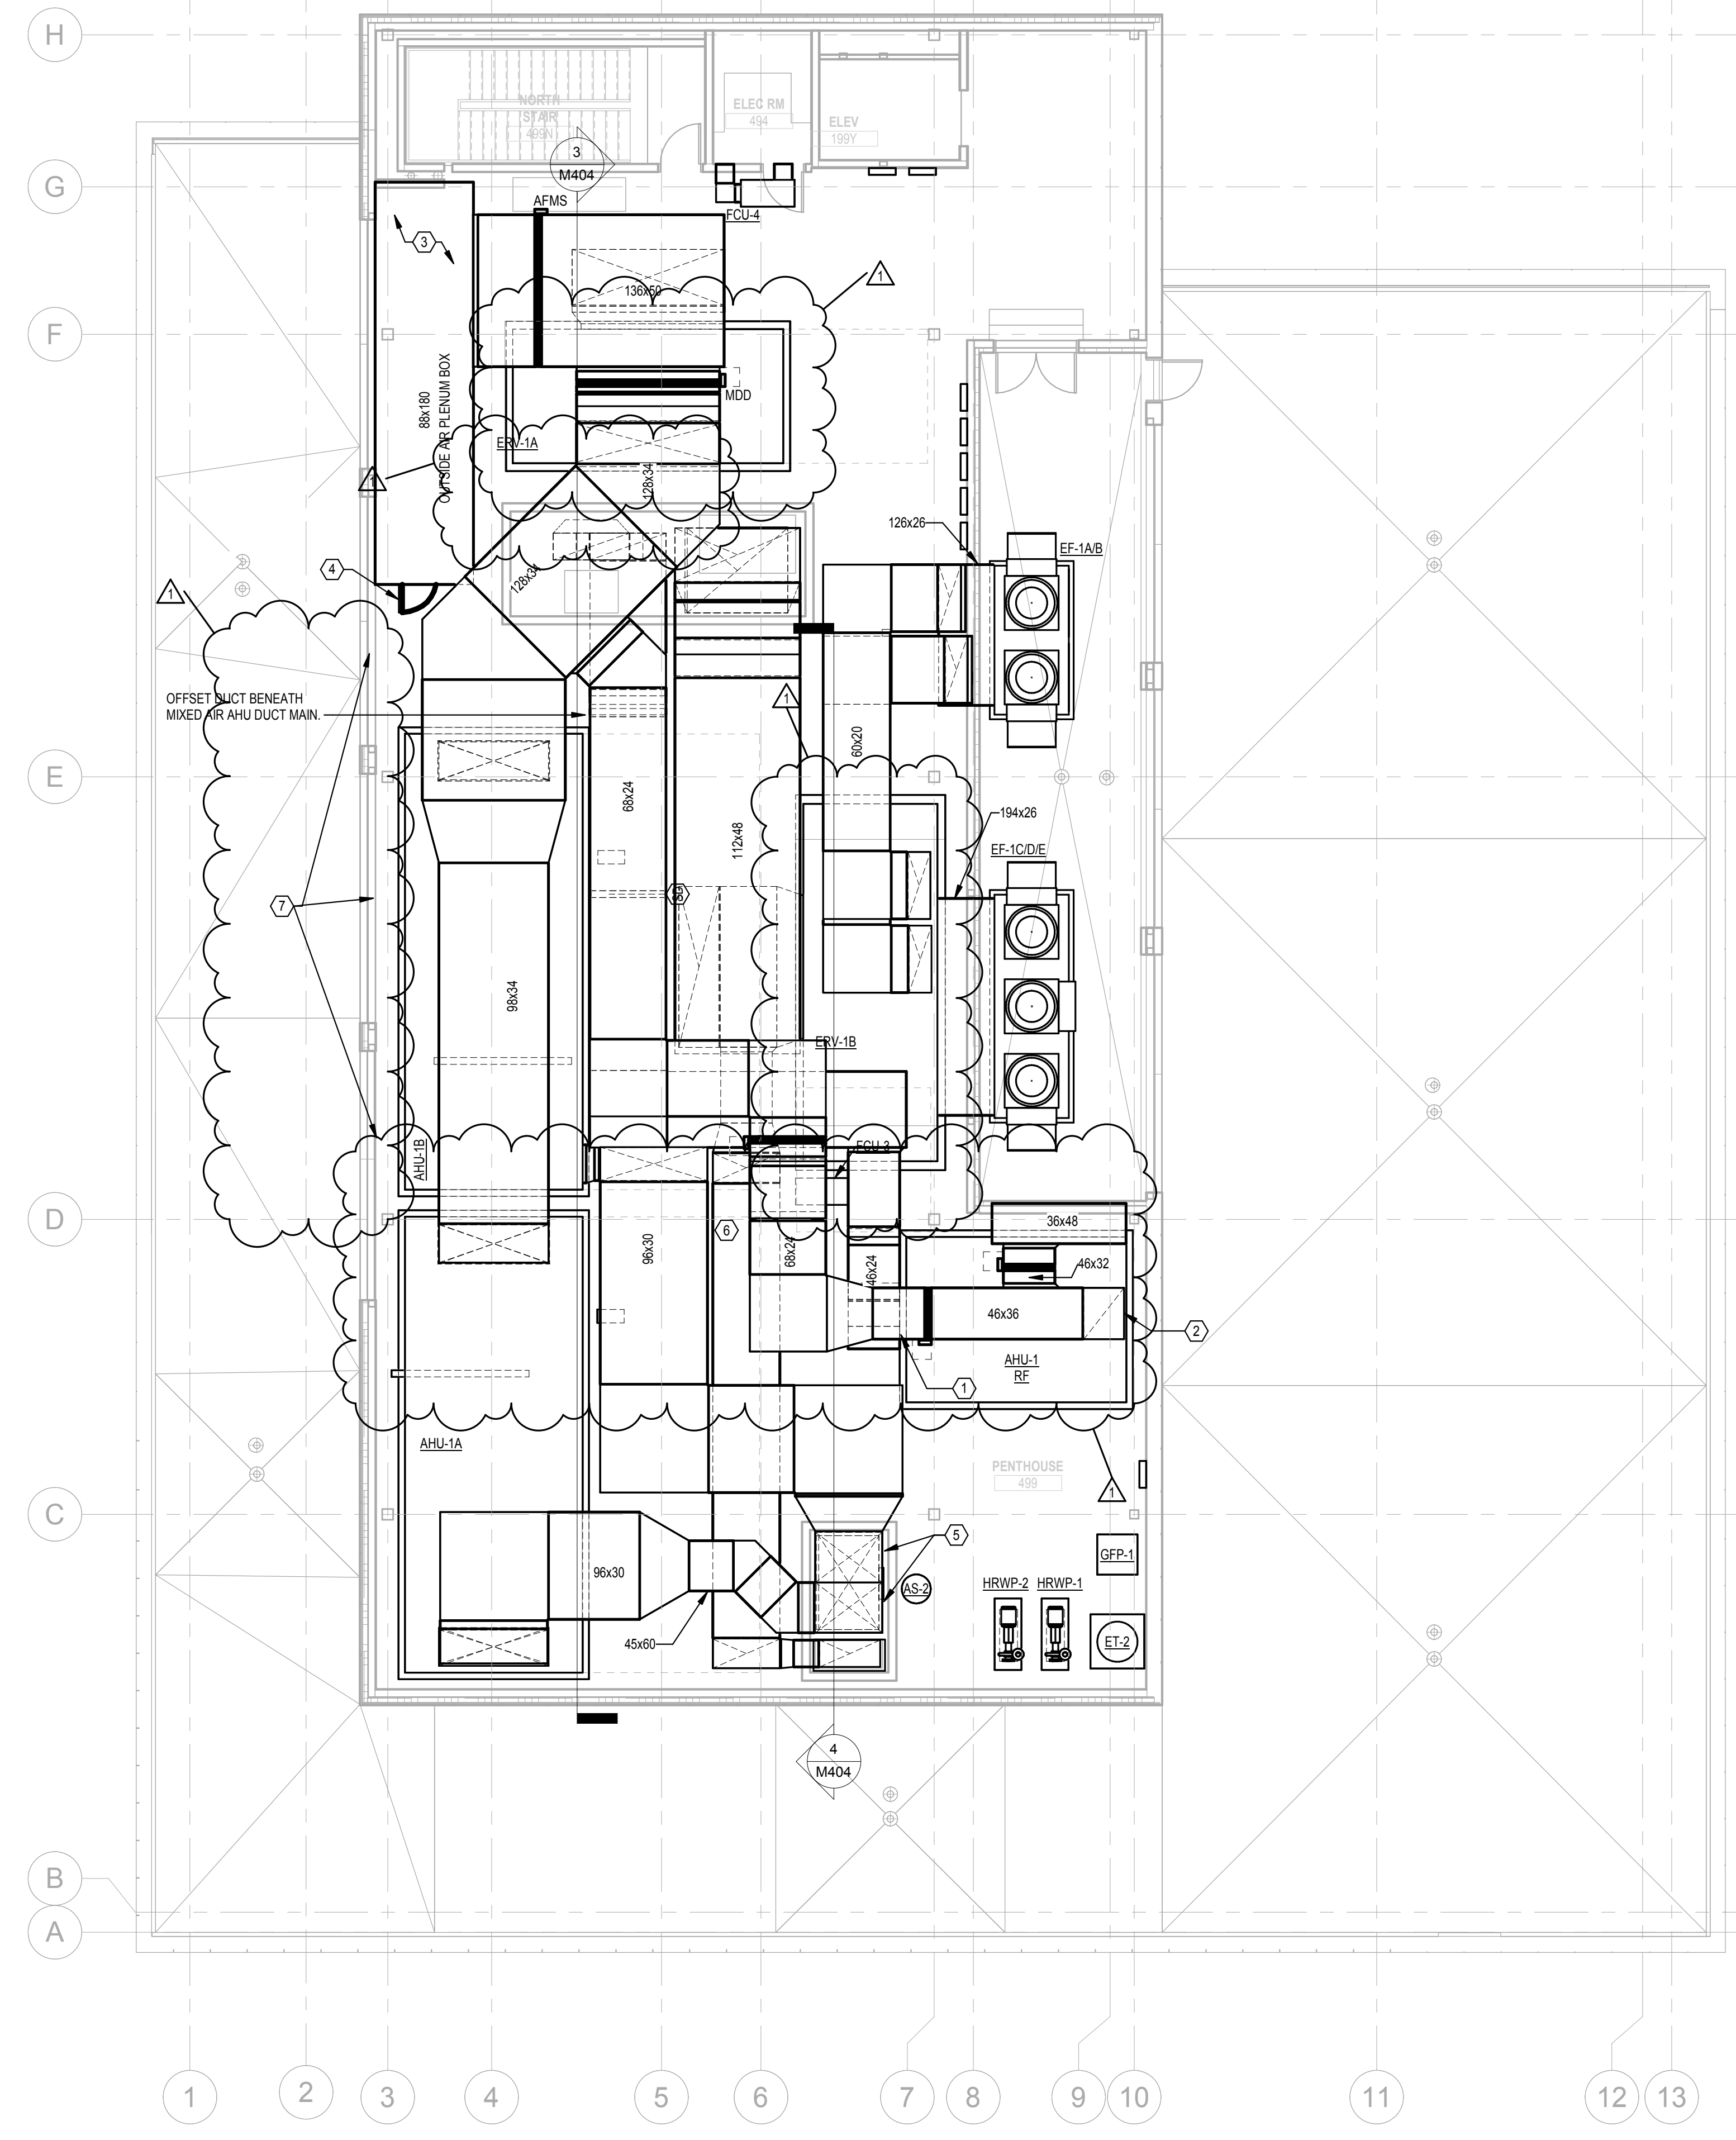 H
NORTH
STAIR
499N
ELEC RM
494
ELEV
199Y
3
M404
G
AFMS
FCU-4
3
1
136x50
F
88x180
OUTSIDE AIR PLENUM BOX
MDD
ERV-1A
1
128x34
126x26
EF-1A/B
4
128x34
1
OFFSET DUCT BENEATH
MIXED AIR AHU DUCT MAIN.
1
60x20
E
68x24
112x48
194x26
EF-1C/D/E
SD
7
98x34
ERV-1B
AHU-1B
FCU-3
D
6
36x48
96x30
68x24
46x24
46x32
46x36
2
AHU-1
RF
1
AHU-1A
PENTHOUSE
499
1
C
5
GFP-1
96x30
AS-2
HRWP-2
HRWP-1
45x60
ET-2
4
M404
B
A
1
2
3
4
5
6
7
8
9
10
11
12
13